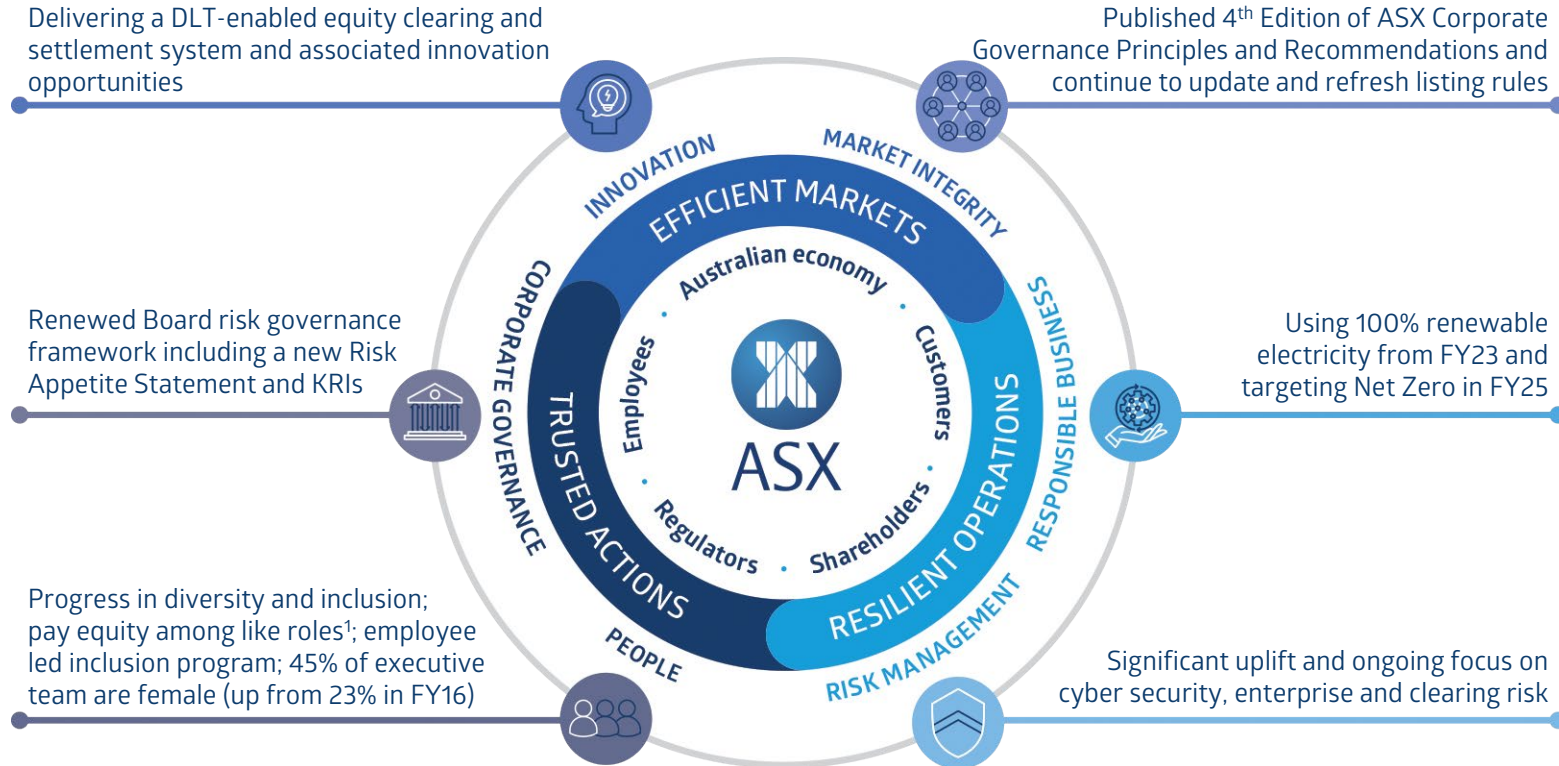 Delivering a DLT-enabled equity clearing and
settlement system and associated innovation
opportunities
Published 4th Edition of ASX Corporate
Governance Principles and Recommendations and
continue to update and refresh listing rules
Renewed Board risk governance
framework including a new Risk
Appetite Statement and KRIs
Using 100% renewable
electricity from FY23 and
targeting Net Zero in FY25
Progress in diversity and inclusion;
pay equity among like roles¹; employee
led inclusion program; 45% of executive
team are female (up from 23% in FY16)
Significant uplift and ongoing focus on
cyber security, enterprise and clearing risk
INNOVATION
MARKET INTEGRITY
RESPONSIBLE BUSINESS
RISK MANAGEMENT
PEOPLE
CORPORATE GOVERNANCE
EFFICIENT MARKETS
RESILIENT OPERATIONS
TRUSTED ACTIONS
Australian economy
Customers
Shareholders
Regulators
Employees
ASX